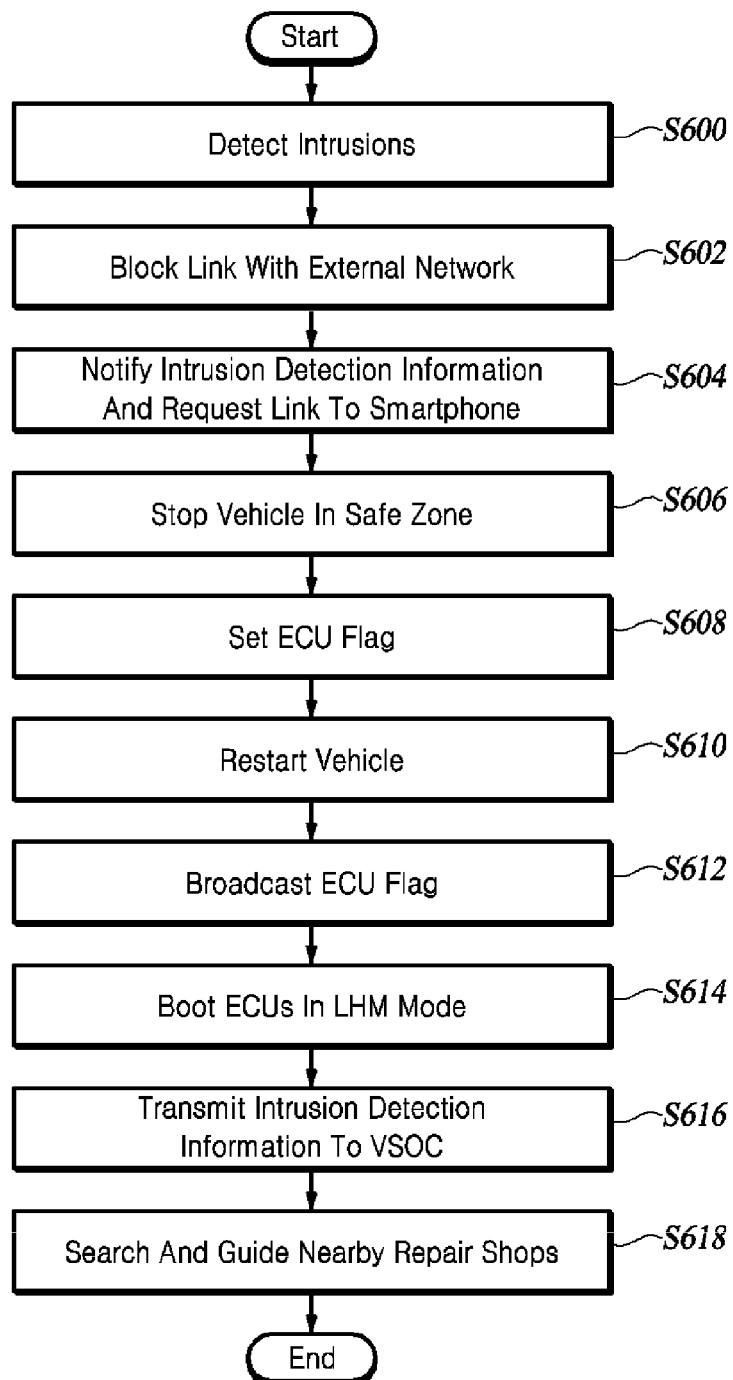 Start
Detect Intrusions
S600
Block Link With External Network
S602
Notify Intrusion Detection Information
And Request Link To Smartphone
S604
Stop Vehicle In Safe Zone
S606
Set ECU Flag
S608
Restart Vehicle
S610
Broadcast ECU Flag
S612
Boot ECUs In LHM Mode
S614
Transmit Intrusion Detection
Information To VSOC
S616
Search And Guide Nearby Repair Shops
S618
End